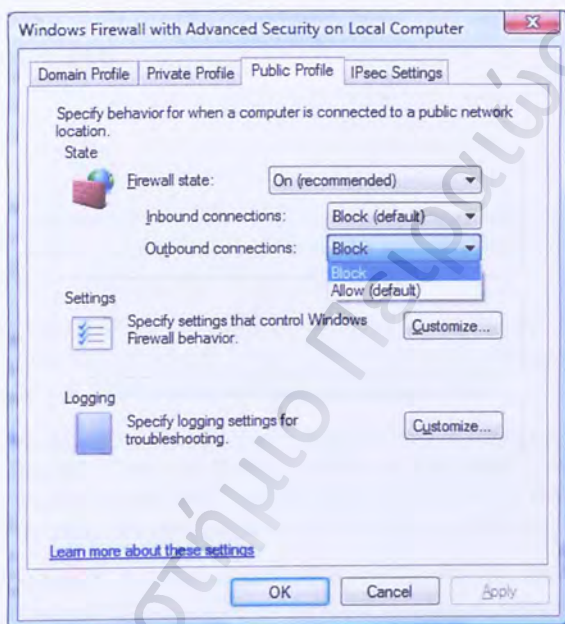 Windows Firewall with Advanced Security on Local Computer
Domain Profile Private Profile Public Profile IPsec Settings
Specify behavior for when a computer is connected to a public network
location.
State
Firewall state: On (recommended)
Inbound connections: Block (default)
Outbound connections: Block
Block
Allow (default)
Settings
Specify settings that control Windows
Firewall behavior.
Customize...
Logging
Specify logging settings for
troubleshooting.
Customize...
Learn more about these settings
OK Cancel Apply